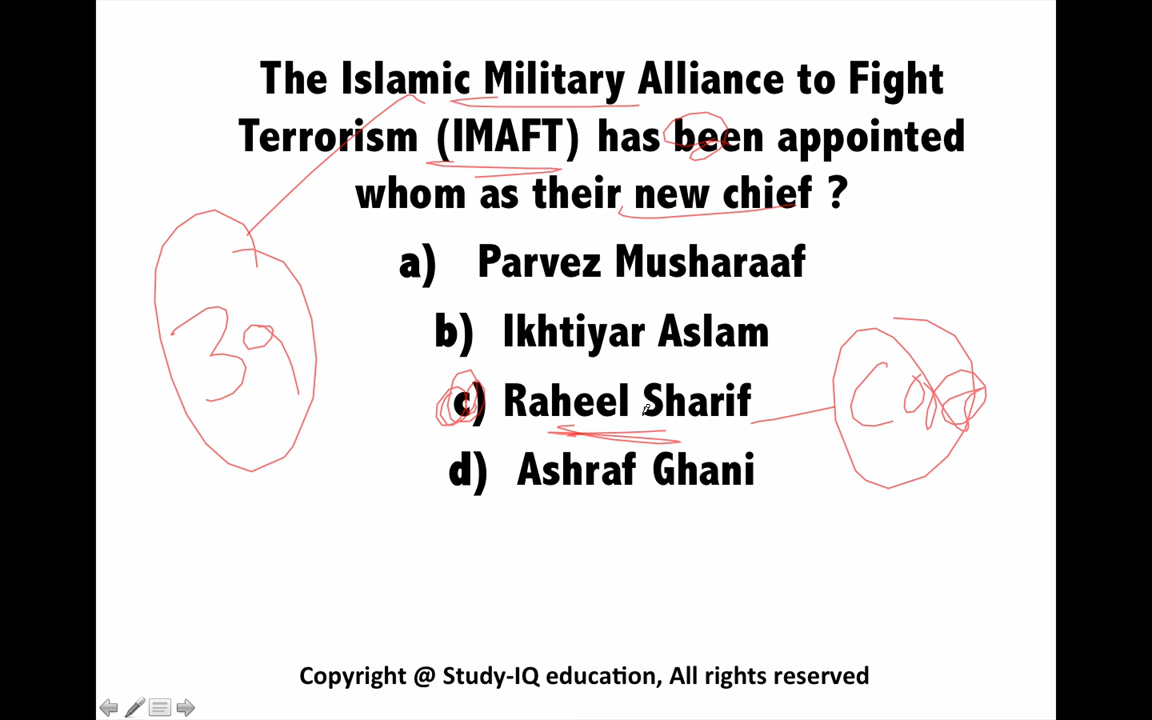 The Islamic Military Alliance to Fight
Terrorism (IMAFT) has been appointed
whom as their new chief ?
a) Parvez Musharaaf
b) Ikhtiyar Aslam
c) Raheel Sharif
d) Ashraf Ghani
39
Copyright @ Study-IQ education, All rights reserved